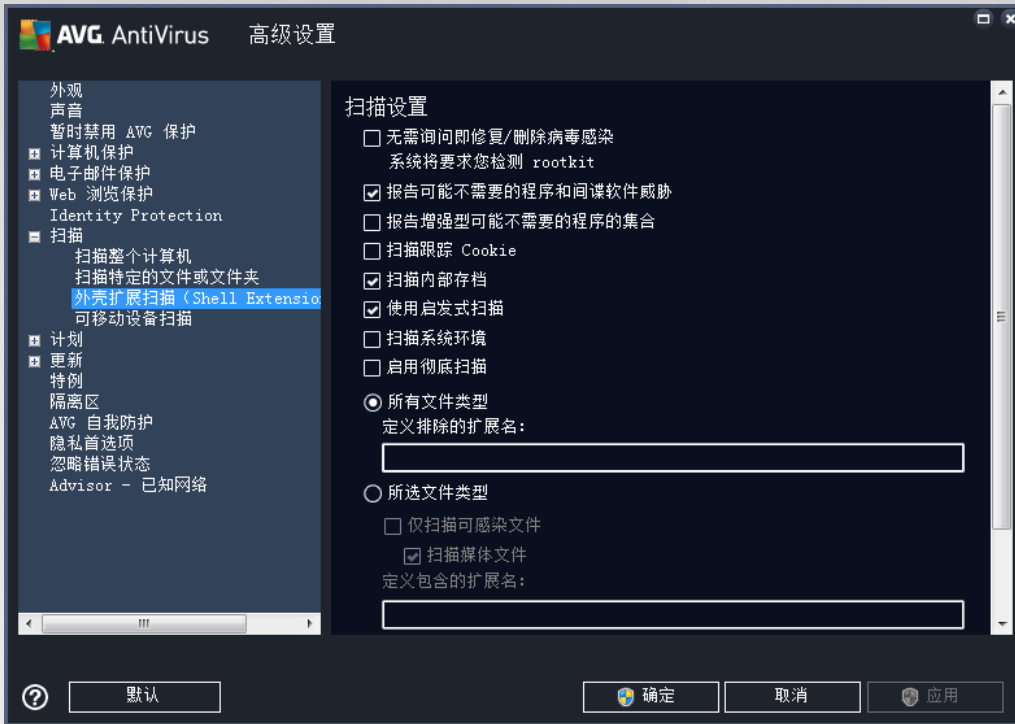 AVG. AntiVirus 高级设置
外观
声音
暂时禁用 AVG 保护
计算机保护
电子邮件保护
Web 浏览保护
Identity Protection
扫描
扫描整个计算机
扫描特定的文件或文件夹
外壳扩展扫描（Shell Extensio
可移动设备扫描
计划
更新
特例
隔离区
AVG 自我防护
隐私首选项
忽略错误状态
Advisor - 已知网络
扫描设置
无需询问即修复/删除病毒感染
系统将要求您检测 rootkit
报告可能不需要的程序和间谍软件威胁
报告增强型可能不需要的程序的集合
扫描跟踪 Cookie
扫描内部存档
使用启发式扫描
扫描系统环境
启用彻底扫描
所有文件类型
定义排除的扩展名:
所选文件类型
仅扫描可感染文件
扫描媒体文件
定义包含的扩展名:
默认
确定
取消
应用